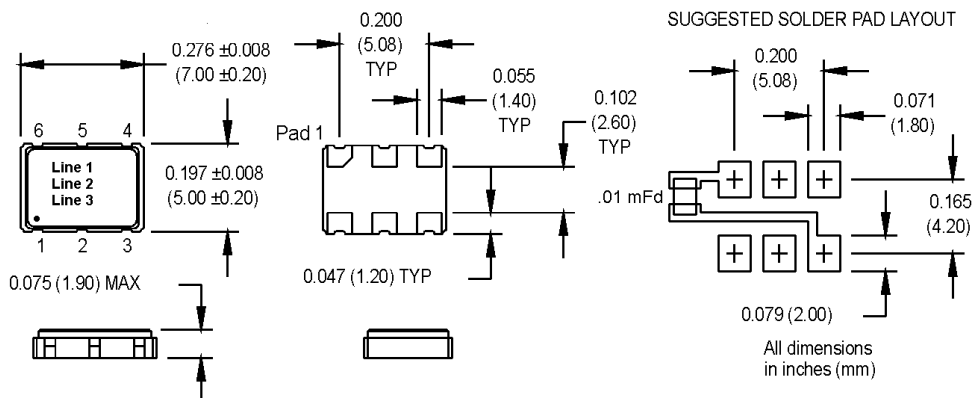 0.276 ±0.008
(7.00 ±0.20)
6 5 4
Line 1
Line 2
Line 3
1 2 3
0.197 ±0.008
(5.00 ±0.20)
0.075 (1.90) MAX
0.200
(5.08)
TYP
0.055
(1.40)
TYP
0.102
(2.60)
TYP
Pad 1
0.047 (1.20) TYP
SUGGESTED SOLDER PAD LAYOUT
0.200
(5.08)
0.071
(1.80)
.01 mFd
0.165
(4.20)
0.079 (2.00)
All dimensions
in inches (mm)